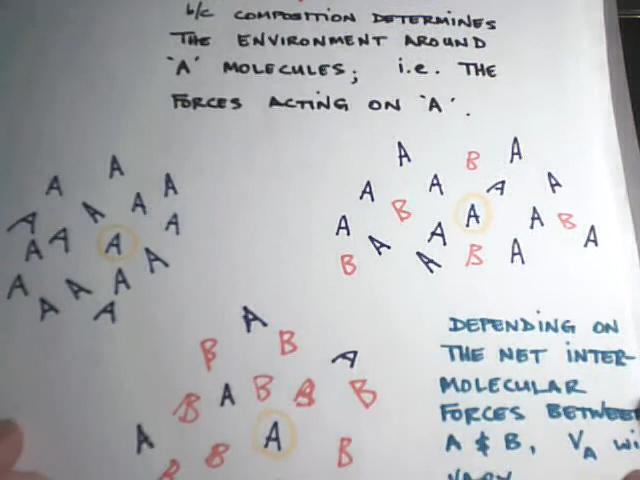 b/c COMPOSITION DETERMINES
THE ENVIRONMENT AROUND
'A' MOLECULES; i.e. THE
FORCES ACTING ON 'A'.
A A A A A A A A A A A A A A A A A
A B A A A A A B A A B A A A B A B A
A B B A A B B B B A A B B B
DEPENDING ON
THE NET INTER-
MOLECULAR
FORCES BETWEEN
A & B, VA
VARY